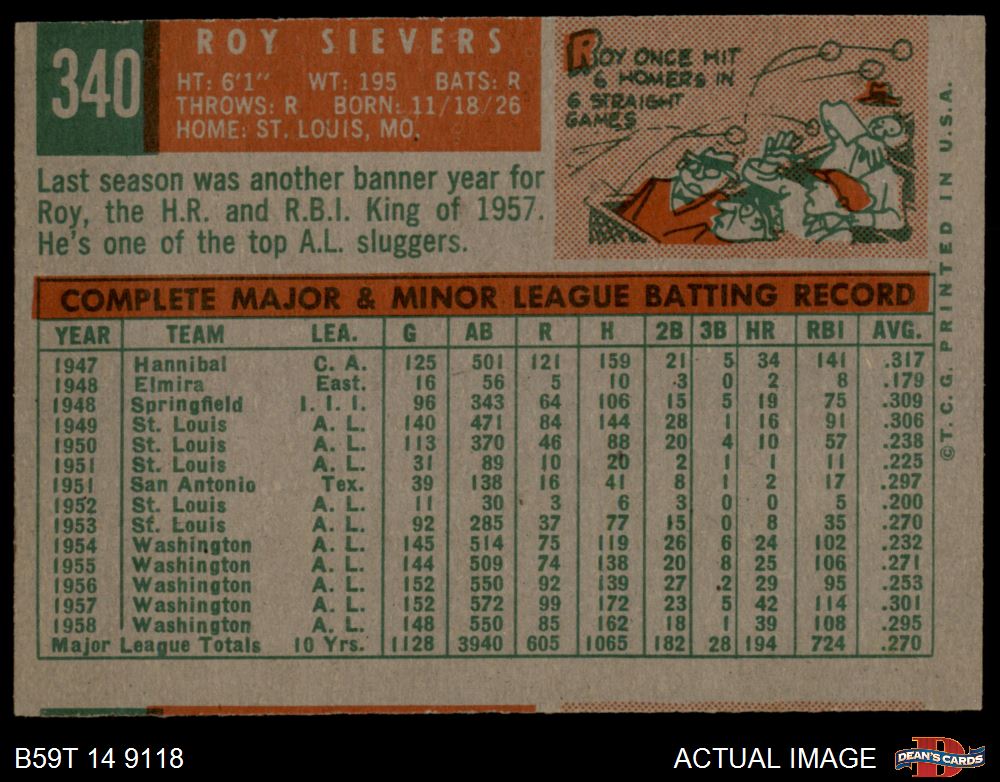 340
ROY SIEVERS
HT: 6'1" WT: 195 BATS: R
THROWS: R BORN: 11/18/26
HOME: ST. LOUIS, MO.
ROY ONCE HIT
6 HOMERS IN
6 STRAIGHT
GAMES
Last season was another banner year for
Roy, the H.R. and R.B.I. King of 1957.
He's one of the top A.L. sluggers.
COMPLETE MAJOR & MINOR LEAGUE BATTING RECORD
YEAR TEAM LEA. G AB R H 2B 3B HR RBI AVG.
1947 Hannibal C. A. 125 501 121 159 21 5 34 141 .317
1948 Elmira East. 16 56 5 10 3 0 2 8 .179
1948 Springfield I. I. I. 96 343 64 106 15 5 19 75 .309
1949 St. Louis A. L. 140 471 84 144 28 1 16 91 .306
1950 St. Louis A. L. 113 370 46 88 20 4 10 57 .238
1951 St. Louis A. L. 31 89 10 20 2 1 1 11 .225
1951 San Antonio Tex. 39 138 16 41 8 1 2 17 .297
1952 St. Louis A. L. 11 30 3 6 3 0 0 5 .200
1953 St. Louis A. L. 92 285 37 77 15 0 8 35 .270
1954 Washington A. L. 145 514 75 119 26 6 24 102 .232
1955 Washington A. L. 144 509 74 138 20 8 25 106 .271
1956 Washington A. L. 152 550 92 139 27 2 29 95 .253
1957 Washington A. L. 152 572 99 172 23 5 42 114 .301
1958 Washington A. L. 148 550 85 162 18 1 39 108 .295
Major League Totals 10 Yrs. 1128 3940 605 1065 182 28 194 724 .270
© T. C. G. PRINTED IN U.S.A.
B59T 14 9118
ACTUAL IMAGE
D
DEAN'S CARDS